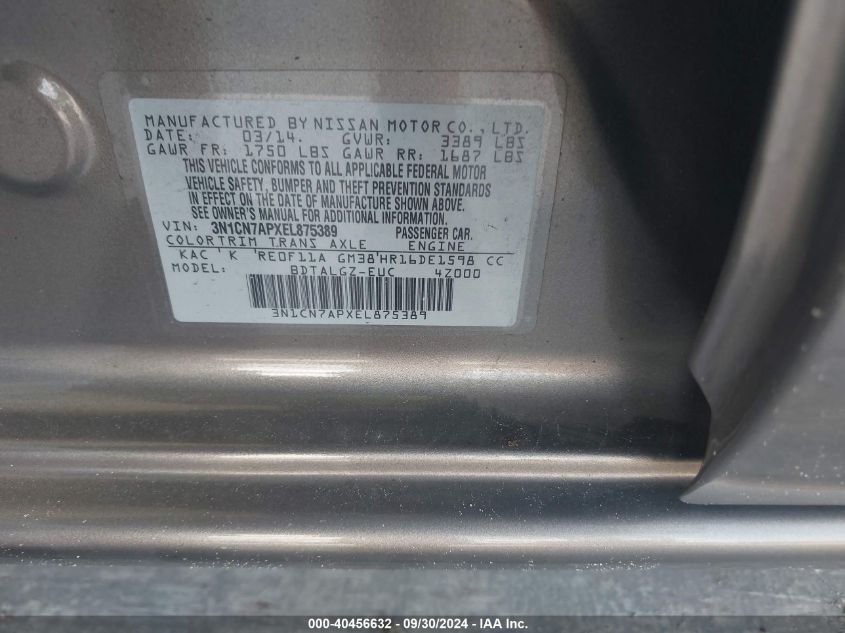 MANUFACTURED BY NISSAN MOTOR CO., LTD.
DATE: 03/14. GVWR: 3389 LBS
GAWR FR: 1750 LBS GAWR RR: 1687 LBS
THIS VEHICLE CONFORMS TO ALL APPLICABLE FEDERAL MOTOR
VEHICLE SAFETY, BUMPER AND THEFT PREVENTION STANDARDS
IN EFFECT ON THE DATE OF MANUFACTURE SHOWN ABOVE.
SEE OWNER'S MANUAL FOR ADDITIONAL INFORMATION.
VIN: 3N1CN7APXEL875389 PASSENGER CAR.
COLOR TRIM TRANS AXLE ENGINE
KAC K RE0F11A GM38 HR16DE1598 CC
MODEL: BDTALGZ-EUC 4Z000
3N1CN7APXEL875389
000-40456632 - 09/30/2024 - IAA Inc.